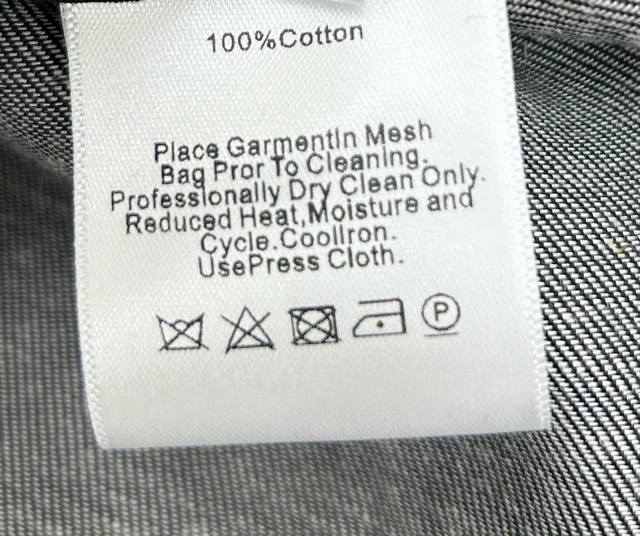 100%Cotton
Place GarmentIn Mesh
Bag Pror To Cleaning.
Professionally Dry Clean Only.
Reduced Heat,Moisture and
Cycle.CoolIron.
UsePress Cloth.
P